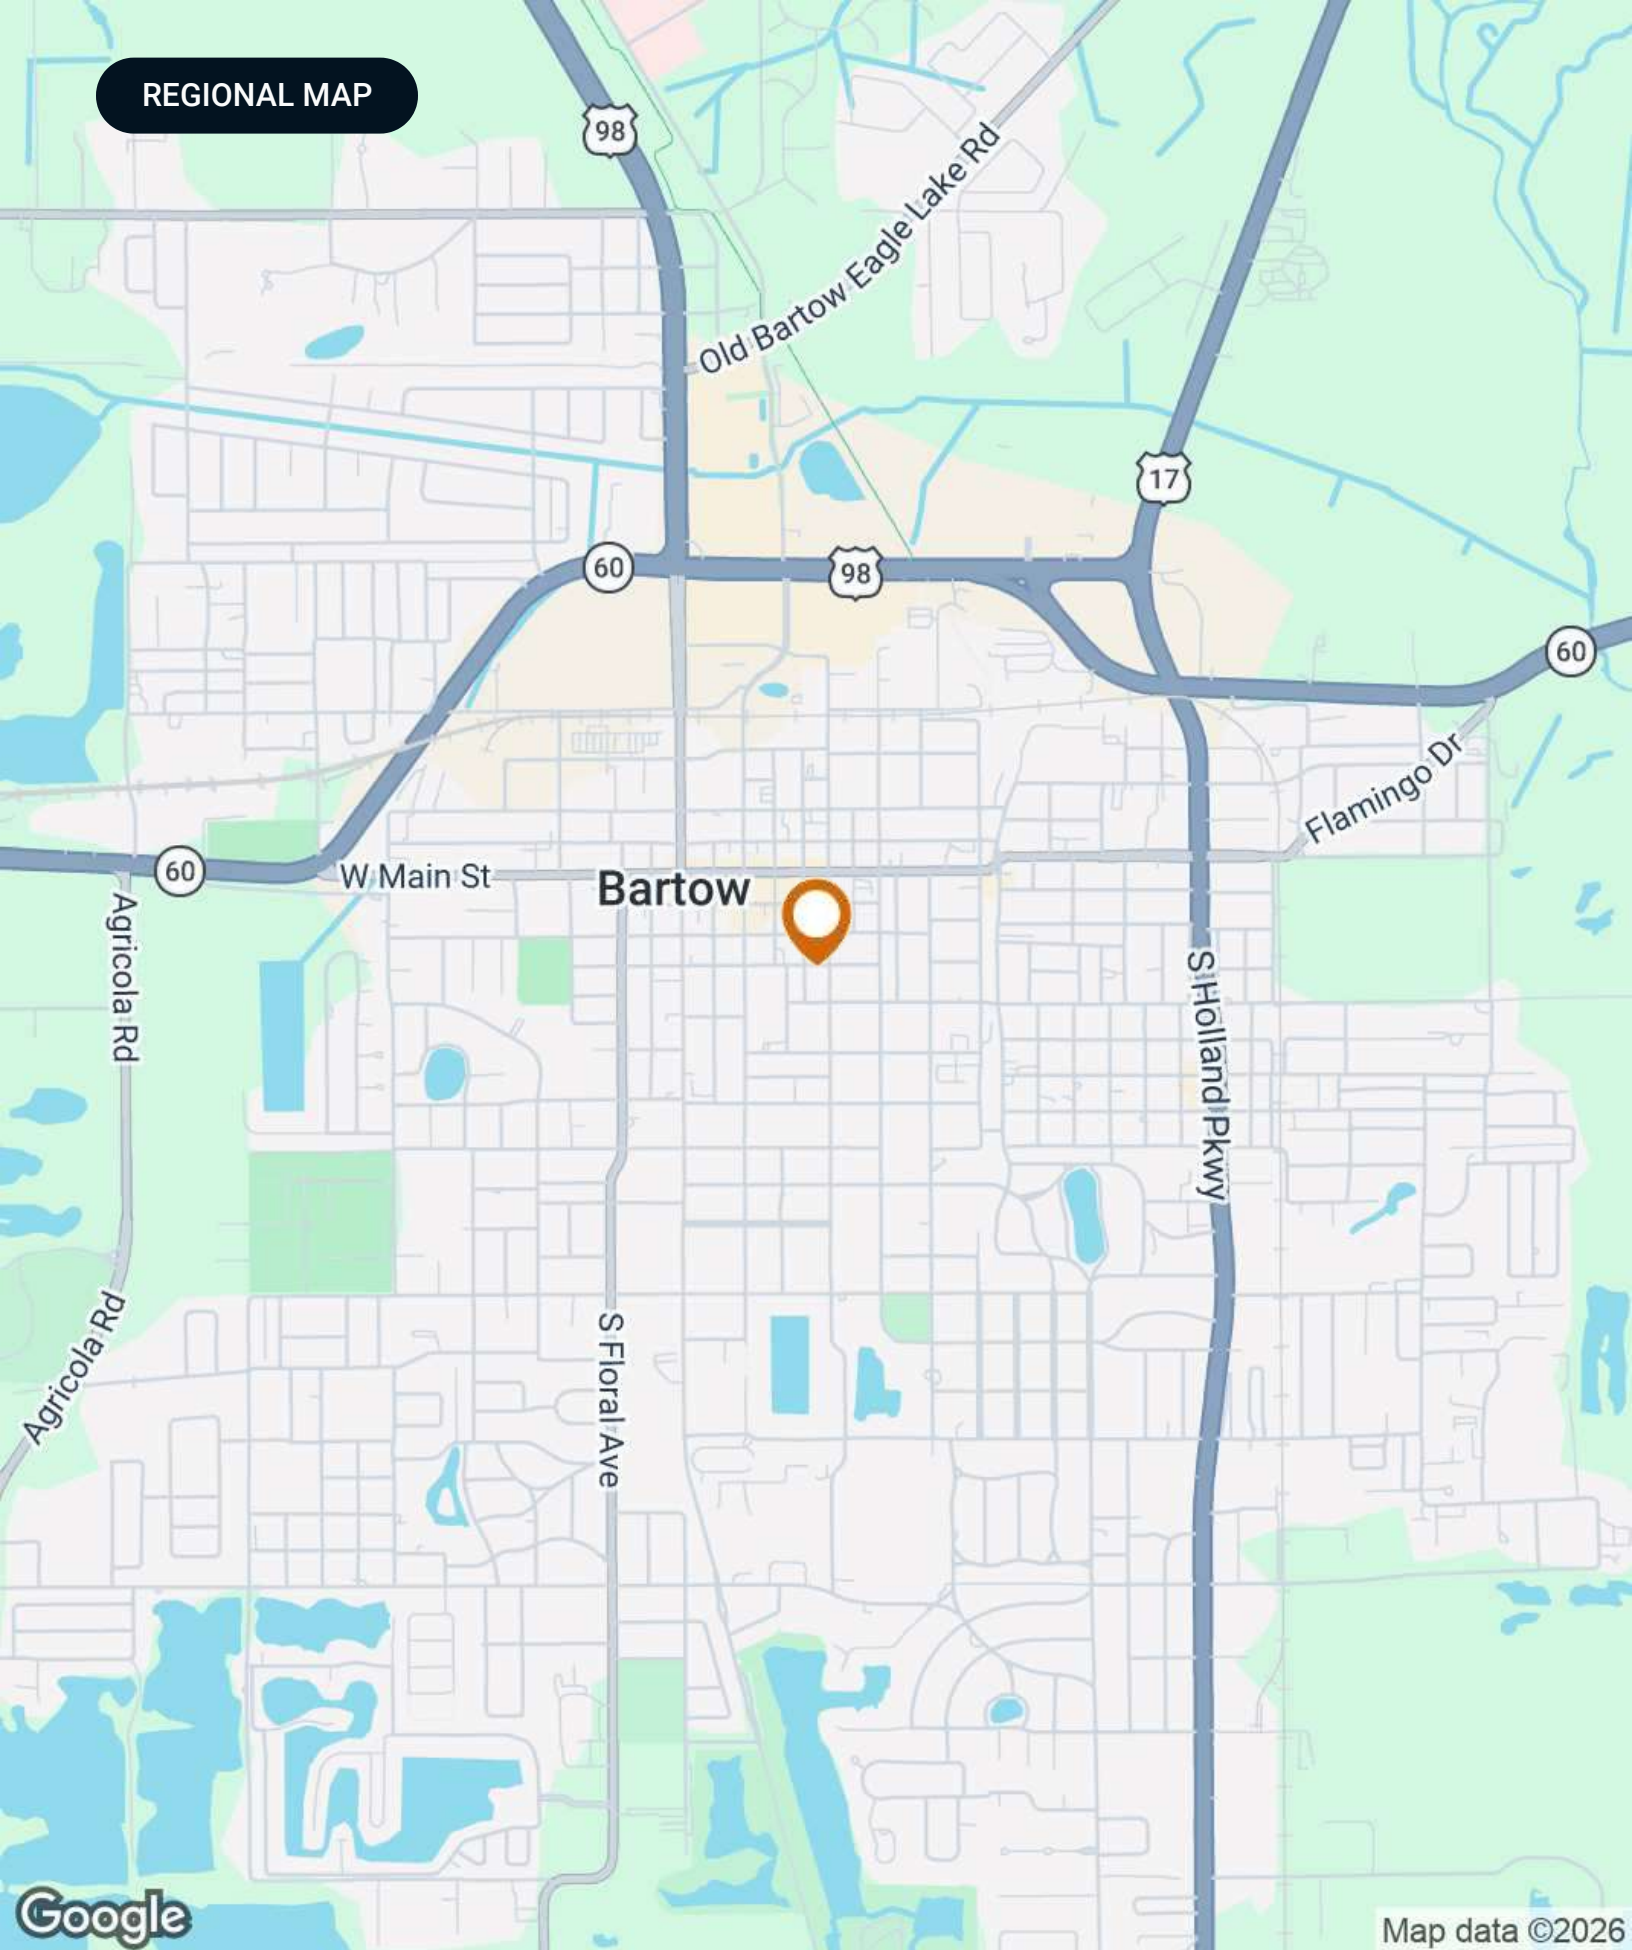 REGIONAL MAP
98
Old Bartow Eagle Lake Rd
17
60
98
60
Flamingo Dr
60
W Main St
Bartow
Agricola Rd
S Holland Pkwy
Agricola Rd
S Floral Ave
Google
Map data ©2026